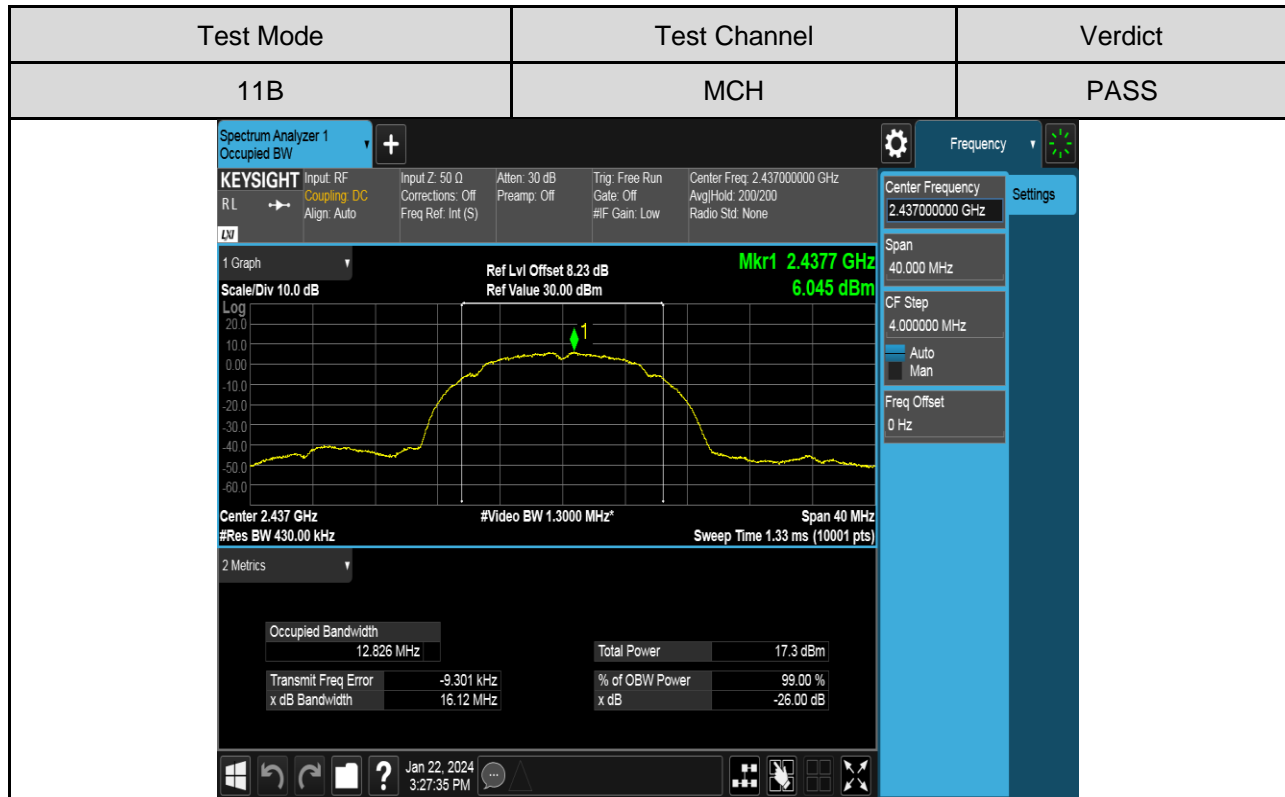 Test Mode Test Channel Verdict
11B MCH PASS
Spectrum Analyzer 1
Occupied BW
+
Frequency
KEYSIGHT
RL
LXI
Input: RF
Coupling: DC
Align: Auto
Input Z: 50 Ω
Corrections: Off
Freq Ref: Int (S)
Atten: 30 dB
Preamp: Off
Trig: Free Run
Gate: Off
#IF Gain: Low
Center Freq: 2.437000000 GHz
Avg|Hold: 200/200
Radio Std: None
Center Frequency
2.437000000 GHz
Settings
Span
40.000 MHz
CF Step
4.000000 MHz
Auto
Man
Freq Offset
0 Hz
1 Graph
Scale/Div 10.0 dB
Ref Lvl Offset 8.23 dB
Ref Value 30.00 dBm
Mkr1 2.4377 GHz
6.045 dBm
Log
20.0
10.0
0.00
-10.0
-20.0
-30.0
-40.0
-50.0
-60.0
1
Center 2.437 GHz #Video BW 1.3000 MHz* Span 40 MHz
#Res BW 430.00 kHz Sweep Time 1.33 ms (10001 pts)
2 Metrics
Occupied Bandwidth
12.826 MHz Total Power 17.3 dBm
Transmit Freq Error -9.301 kHz % of OBW Power 99.00 %
x dB Bandwidth 16.12 MHz x dB -26.00 dB
?
Jan 22, 2024
3:27:35 PM